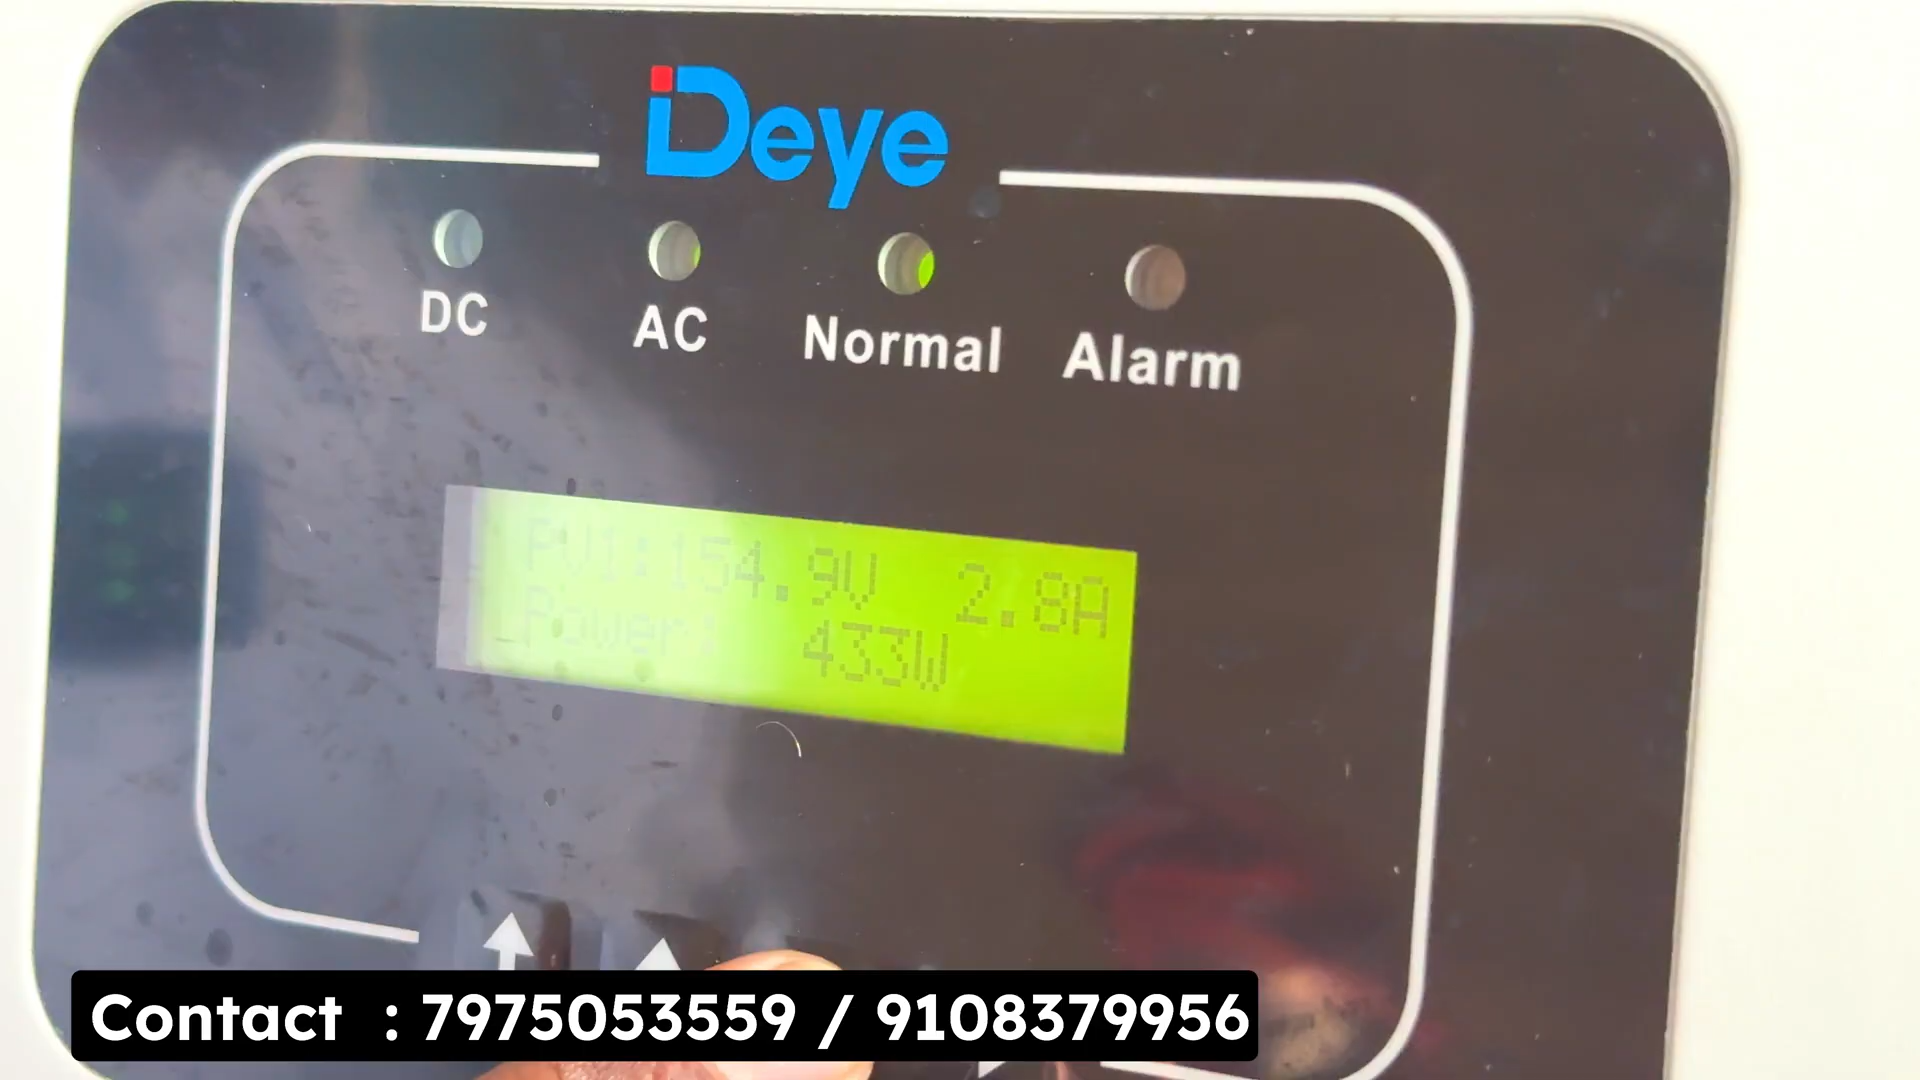 Deye
DC AC Normal Alarm
PV1:154.9V 2.8A
Power: 433W
Contact : 7975053559 / 9108379956